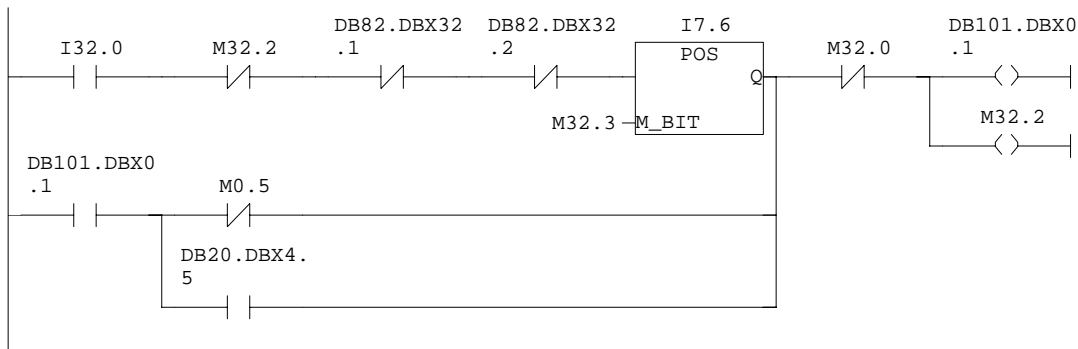 DB82.DBX32 DB82.DBX32 I7.6 DB101.DBX0
I32.0 M32.2 .1 .2 POS M32.0 .1
Q
M32.3 M_BIT M32.2
DB101.DBX0
.1 M0.5
DB20.DBX4.
5